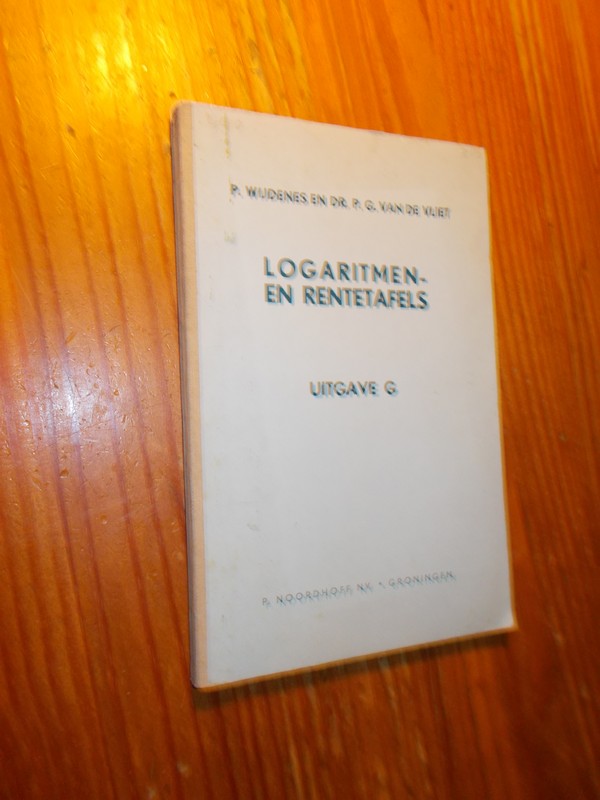 P. WIJDENES EN DR. P. G. VAN DE VLIET
LOGARITMEN-
EN RENTETAFELS
UITGAVE G
P. NOORDHOFF N.V. • GRONINGEN